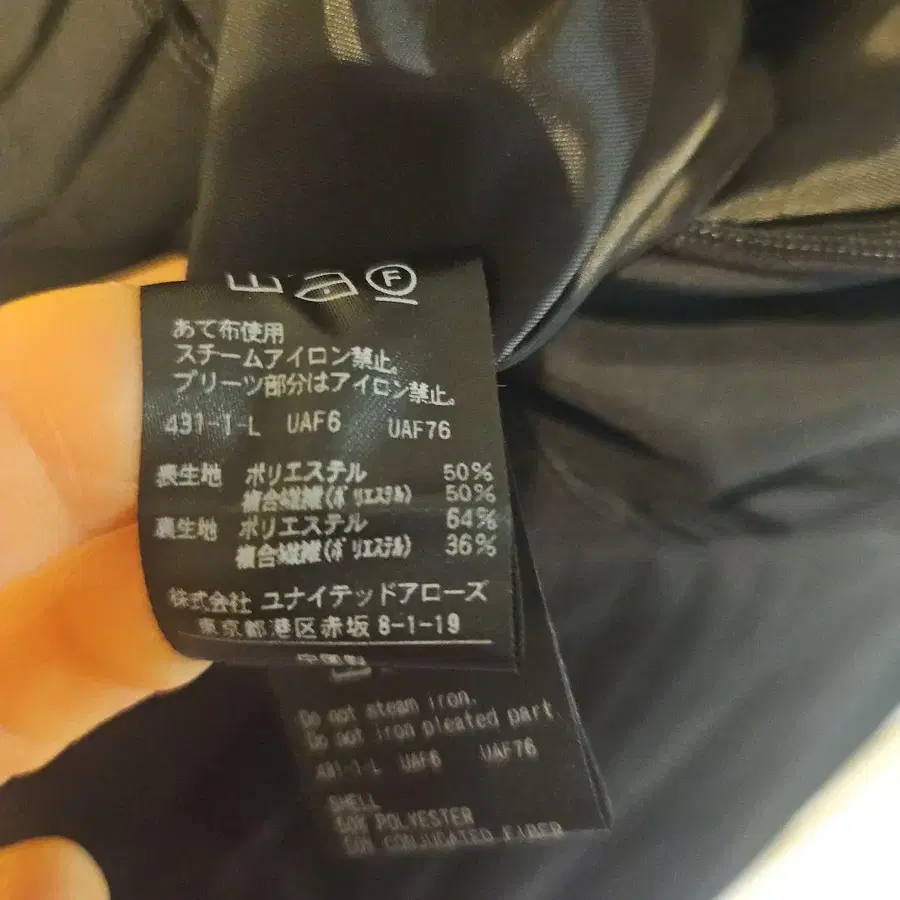 F
あて布使用
スチームアイロン禁止。
プリーツ部分はアイロン禁止。
431-1-L UAF6 UAF76
表生地 ポリエステル 50%
複合繊維(ポリエステル) 50%
裏生地 ポリエステル 64%
複合繊維(ポリエステル) 36%
株式会社 ユナイテッドアローズ
東京都港区赤坂 8-1-19
中国製
Do not steam iron.
Do not iron pleated part.
431-1-L UAF6 UAF76
SHELL
50% POLYESTER
50% CONJUGATED FIBER